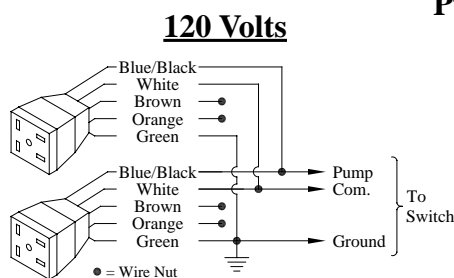 120 Volts
P
Blue/Black
White
Brown
Orange
Green
Blue/Black
White
Brown
Orange
Green
Pump
Com.
Ground
To
Switch
= Wire Nut